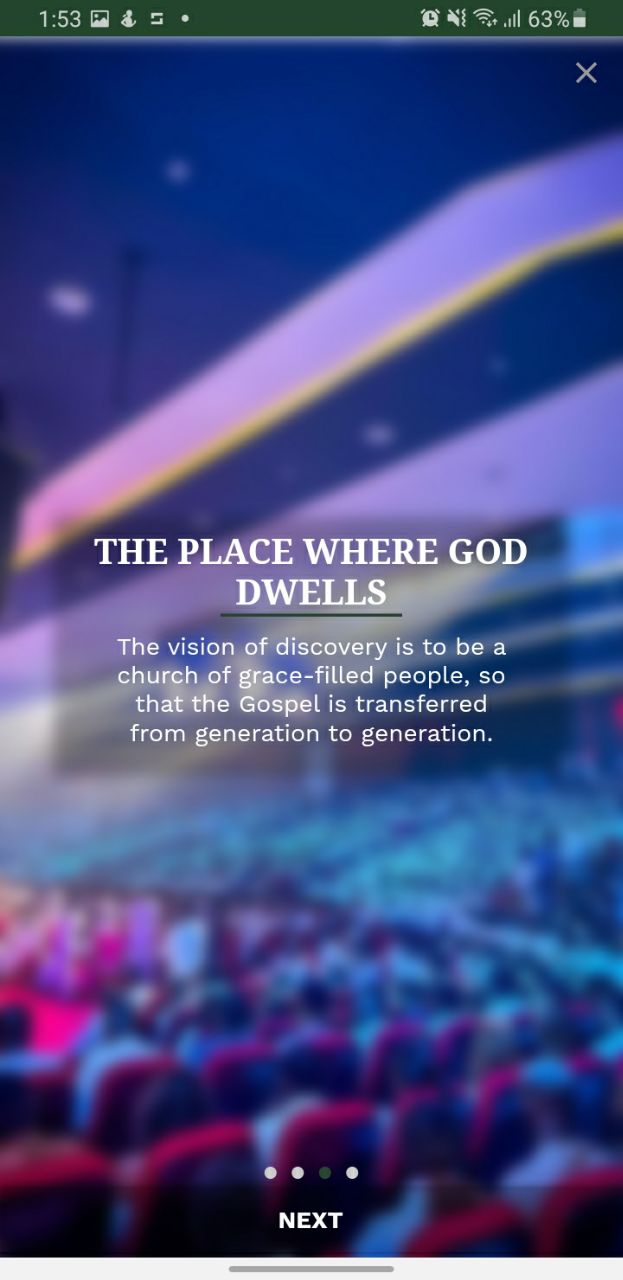 1:53
63%
THE PLACE WHERE GOD
DWELLS
The vision of discovery is to be a
church of grace-filled people, so
that the Gospel is transferred
from generation to generation.
NEXT